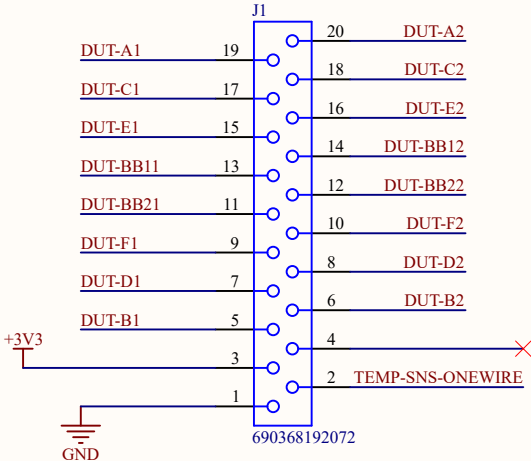 J1
20 DUT-A2
DUT-A1 19
18 DUT-C2
DUT-C1 17
16 DUT-E2
DUT-E1 15
14 DUT-BB12
DUT-BB11 13
12 DUT-BB22
DUT-BB21 11
10 DUT-F2
DUT-F1 9
8 DUT-D2
DUT-D1 7
6 DUT-B2
DUT-B1 5
4
+3V3
3
2 TEMP-SNS-ONEWIRE
1
690368192072
GND